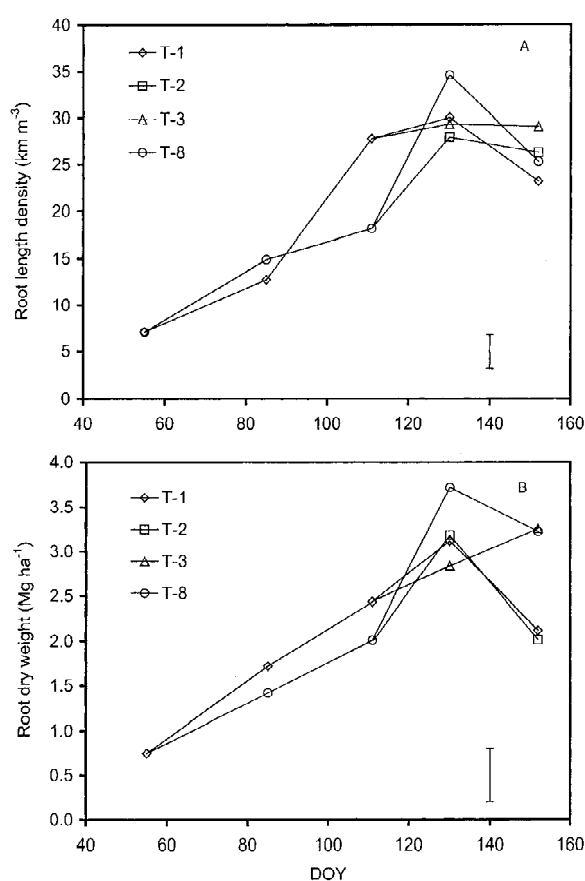 40
35
30
25
20
15
10
5
0
Root length density (km m⁻³)
T-1
T-2
T-3
T-8
A
40 60 80 100 120 140 160
4.0
3.5
3.0
2.5
2.0
1.5
1.0
0.5
0.0
Root dry weight (Mg ha⁻¹)
T-1
T-2
T-3
T-8
B
40 60 80 100 120 140 160
DOY